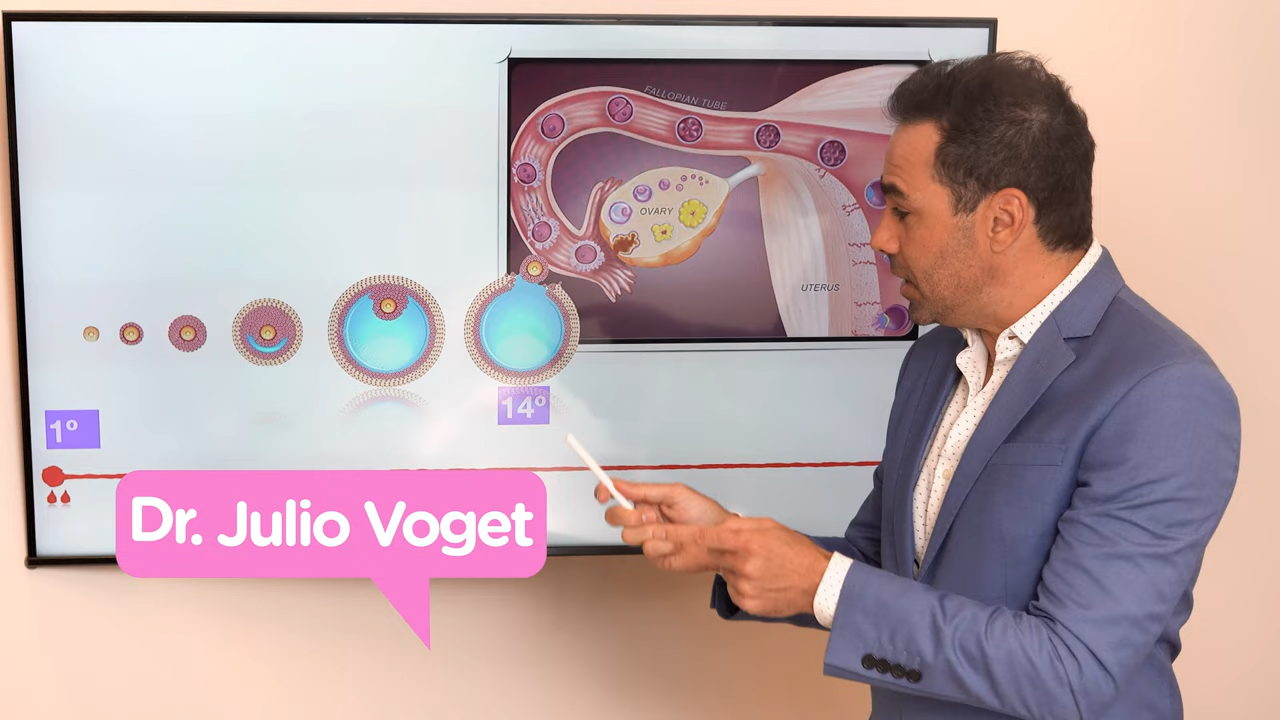 FALLOPIAN TUBE
OVARY
UTERUS
14º
1º
Dr. Julio Voget